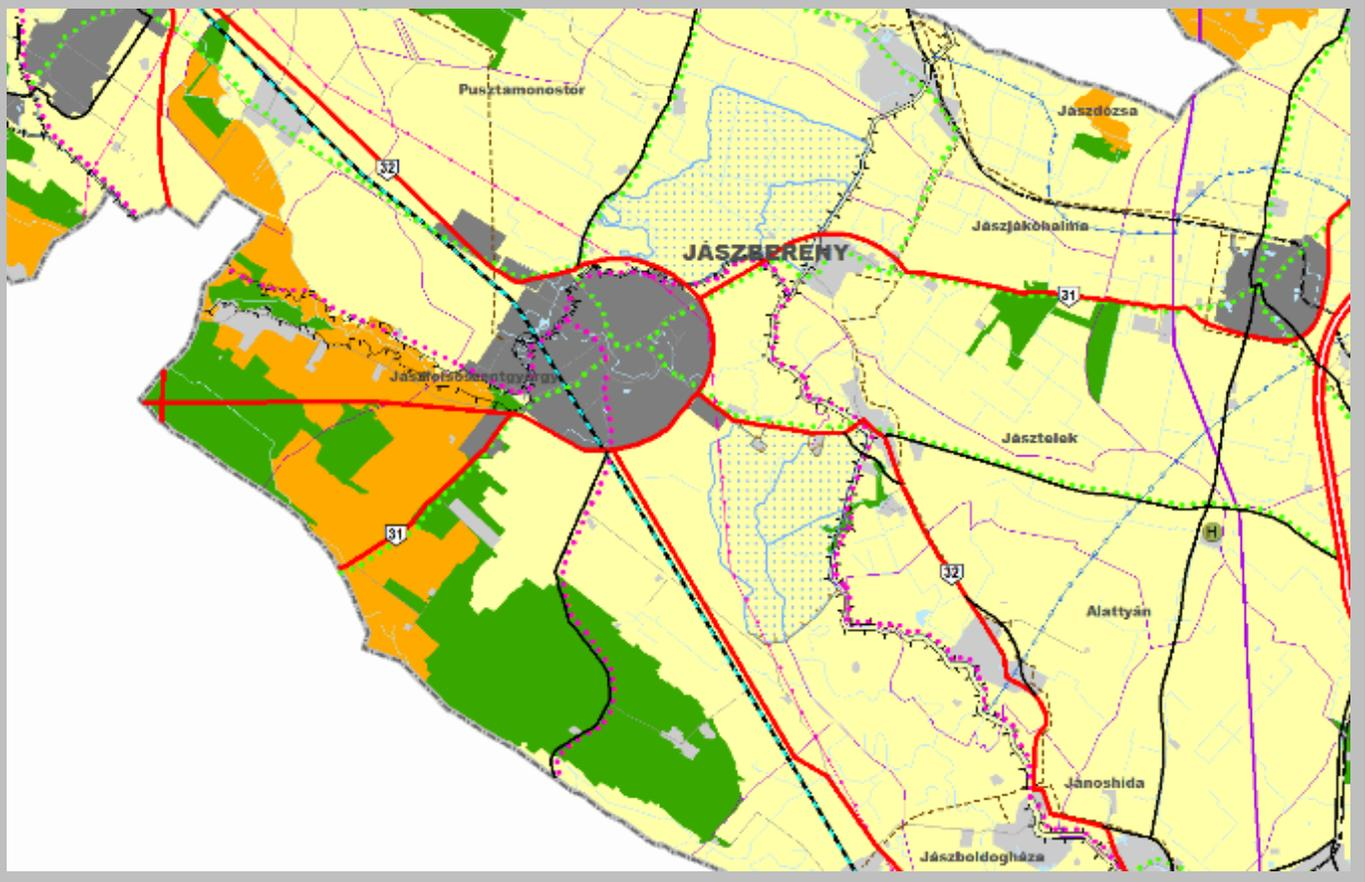 Pusztamonostor
Jászdózsa
32
Jászjákóhalma
JÁSZBERÉNY
31
Jászfelsőszentgyörgy
Jásztelek
31
H
32
Alattyán
Jánoshida
Jászboldogháza